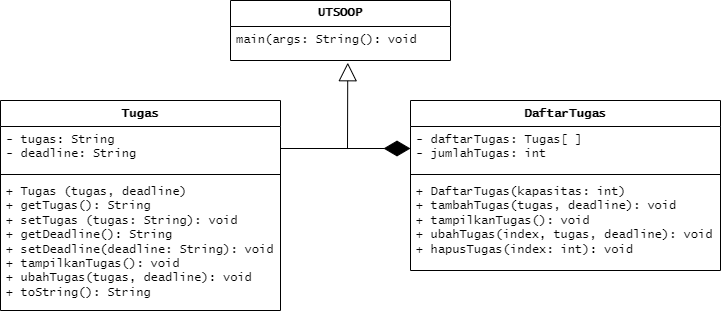 UTSOOP
main(args: String(): void
Tugas
- tugas: String
- deadline: String
+ Tugas (tugas, deadline)
+ getTugas(): String
+ setTugas (tugas: String): void
+ getDeadline(): String
+ setDeadline(deadline: String): void
+ tampilkanTugas(): void
+ ubahTugas(tugas, deadline): void
+ toString(): String
DaftarTugas
- daftarTugas: Tugas[ ]
- jumlahTugas: int
+ DaftarTugas(kapasitas: int)
+ tambahTugas(tugas, deadline): void
+ tampilkanTugas(): void
+ ubahTugas(index, tugas, deadline): void
+ hapusTugas(index: int): void